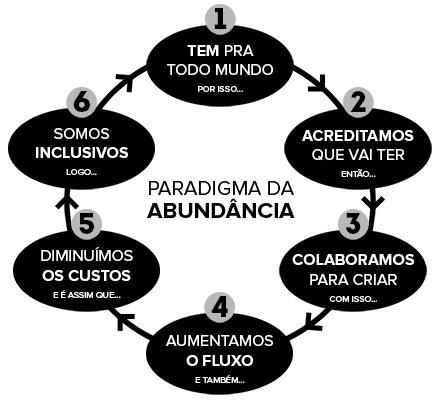 1
TEM PRA
TODO MUNDO
POR ISSO...
2
ACREDITAMOS
QUE VAI TER
ENTÃO...
3
COLABORAMOS
PARA CRIAR
COM ISSO...
4
AUMENTAMOS
O FLUXO
E TAMBÉM...
5
DIMINUÍMOS
OS CUSTOS
E É ASSIM QUE...
6
SOMOS
INCLUSIVOS
LOGO...
PARADIGMA DA
ABUNDÂNCIA